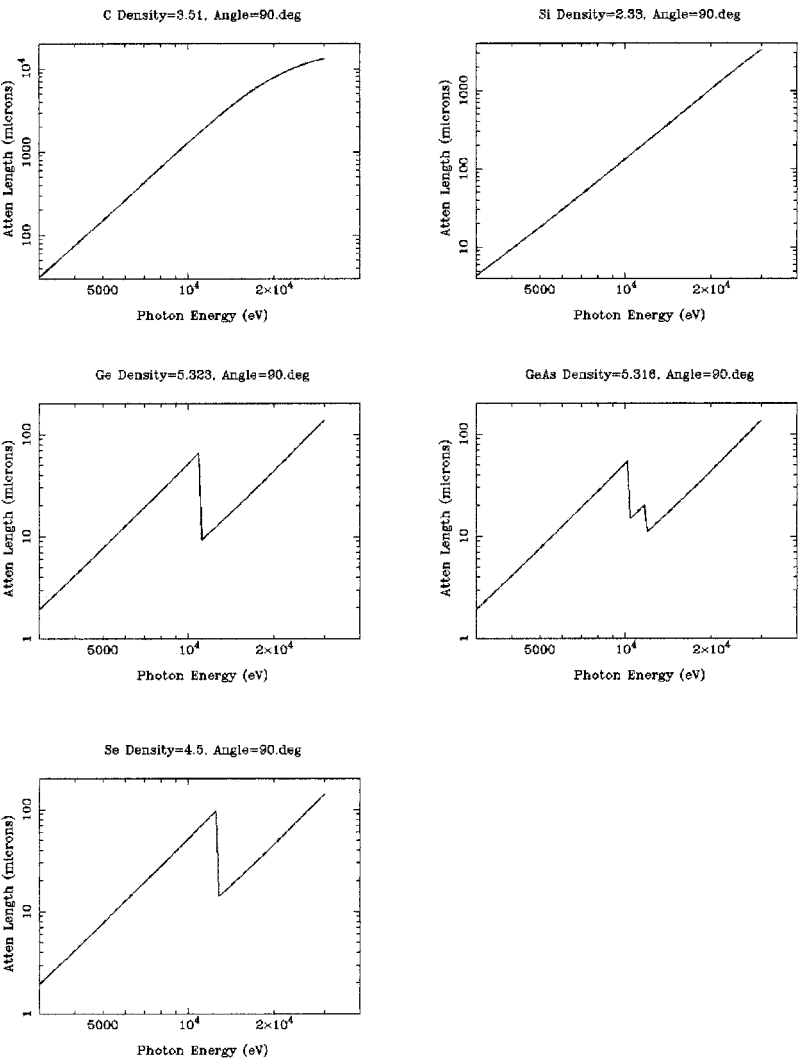 C Density=3.51, Angle=90.deg
Atten Length (microns)
10⁴
1000
100
5000 10⁴ 2×10⁴
Photon Energy (eV)
Si Density=2.33, Angle=90.deg
Atten Length (microns)
1000
100
10
5000 10⁴ 2×10⁴
Photon Energy (eV)
Ge Density=5.323, Angle=90.deg
Atten Length (microns)
100
10
1
5000 10⁴ 2×10⁴
Photon Energy (eV)
GaAs Density=5.316, Angle=90.deg
Atten Length (microns)
100
10
1
5000 10⁴ 2×10⁴
Photon Energy (eV)
Se Density=4.5, Angle=90.deg
Atten Length (microns)
100
10
1
5000 10⁴ 2×10⁴
Photon Energy (eV)